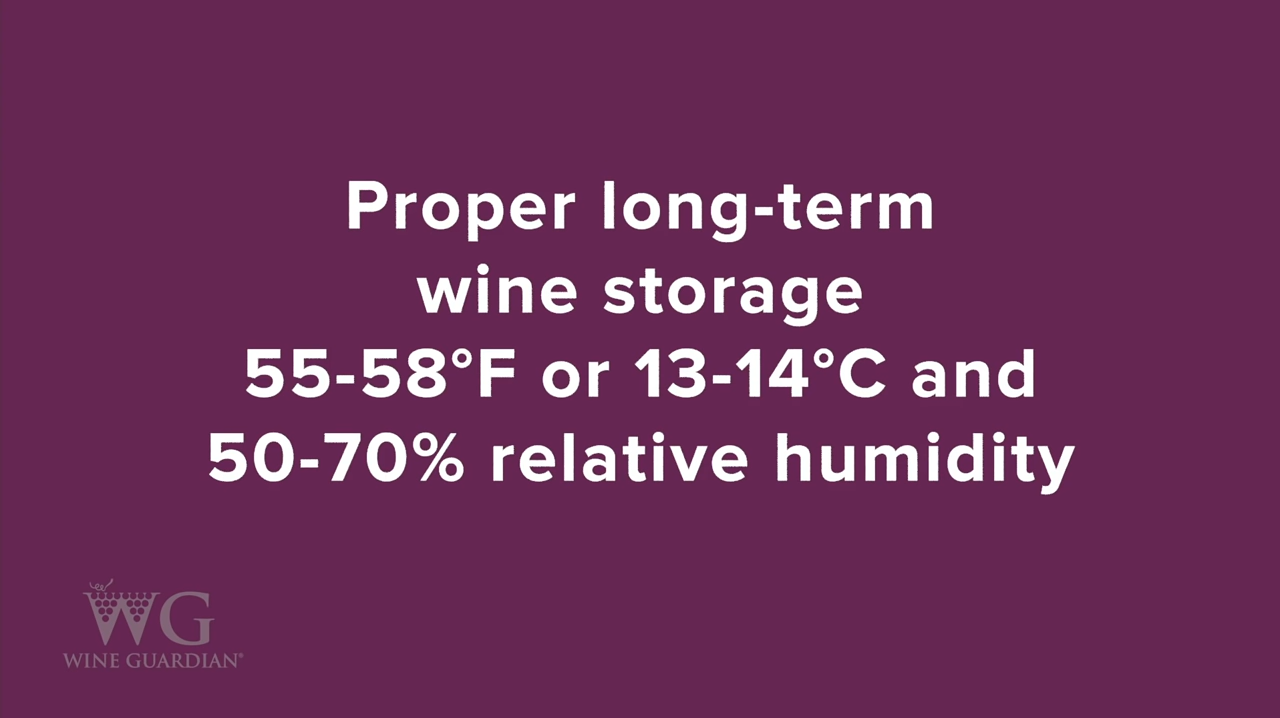 Proper long-term
wine storage
55-58°F or 13-14°C and
50-70% relative humidity
WG
WINE GUARDIAN®